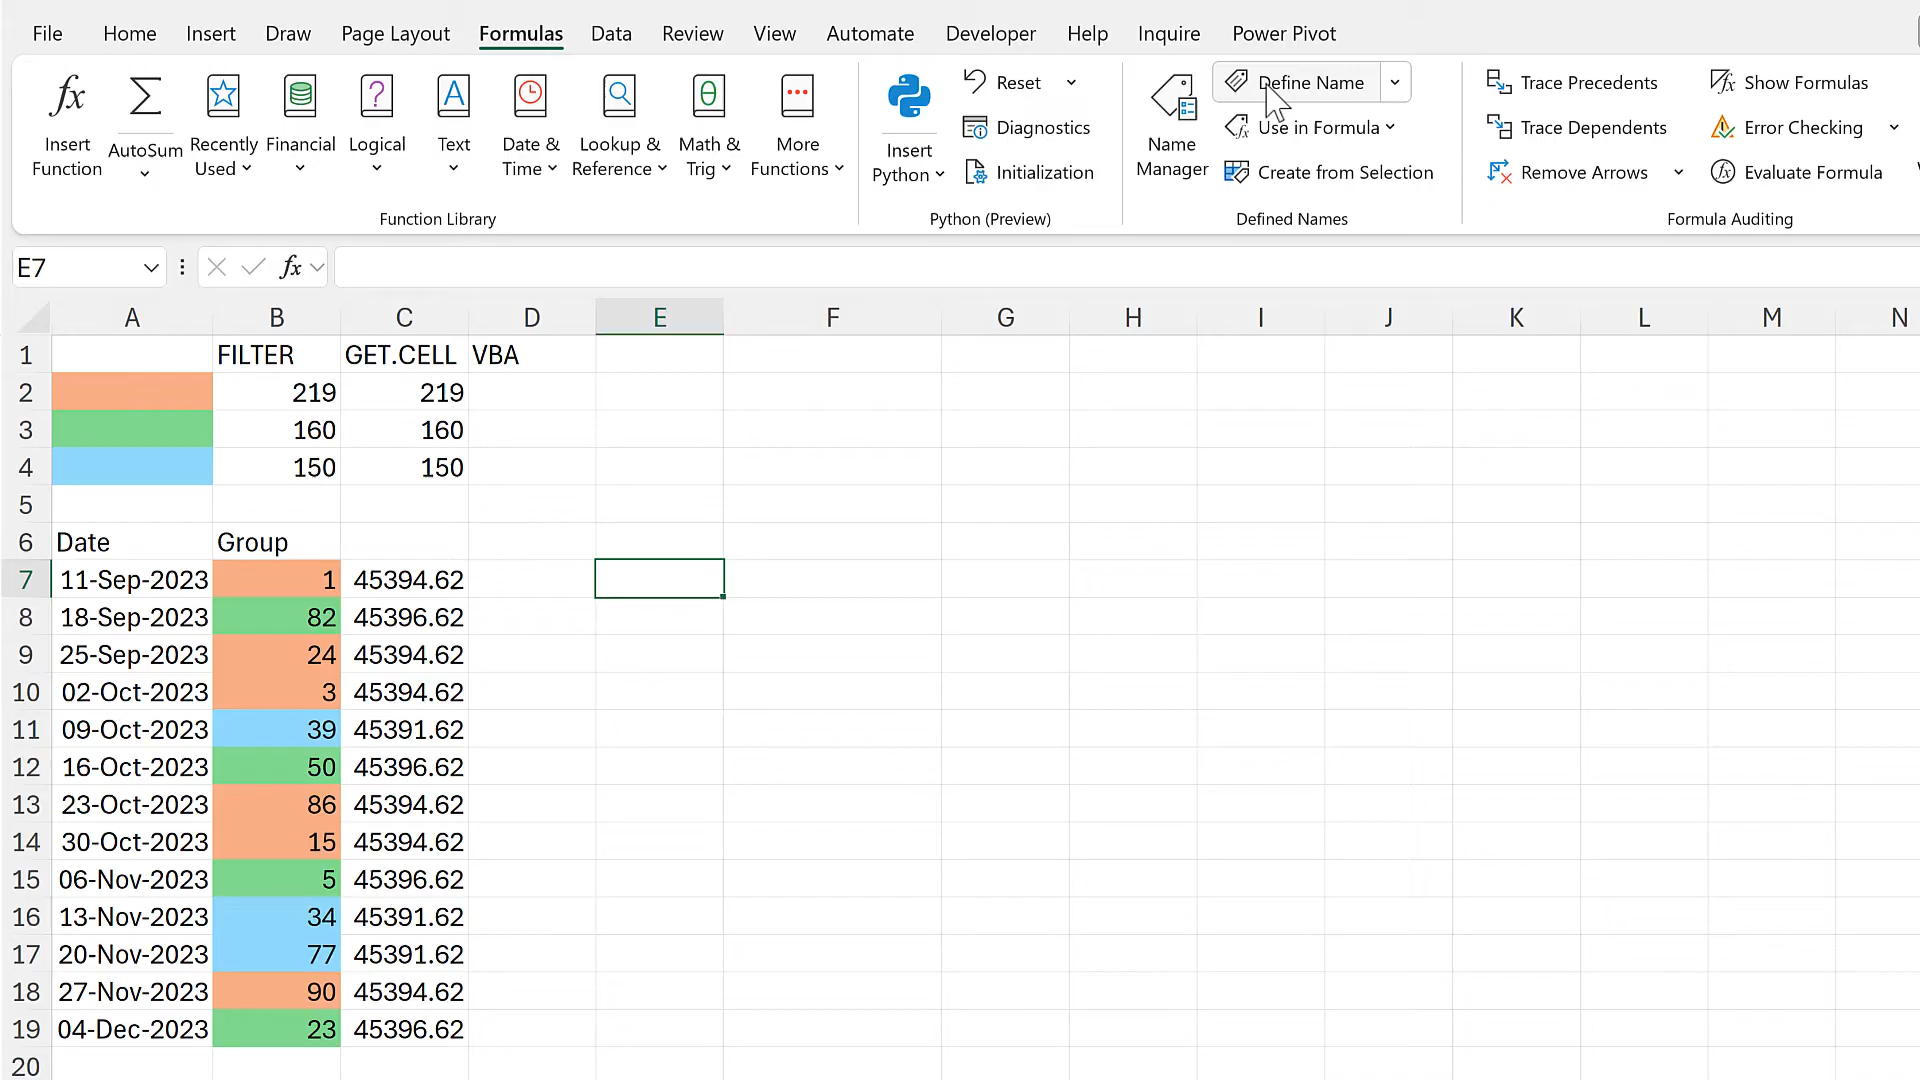 File Home Insert Draw Page Layout Formulas Data Review View Automate Developer Help Inquire Power Pivot
fx Insert Function
AutoSum
Recently Used
Financial
Logical
Text
Date & Time
Lookup & Reference
Math & Trig
More Functions
Function Library
Insert Python
Reset
Diagnostics
Initialization
Python (Preview)
Name Manager
Define Name
Use in Formula
Create from Selection
Defined Names
Trace Precedents
Trace Dependents
Remove Arrows
Show Formulas
Error Checking
Evaluate Formula
Formula Auditing
E7 fx
A B C D E F G H I J K L M N
1 FILTER GET.CELL VBA
2 219 219
3 160 160
4 150 150
5
6 Date Group
7 11-Sep-2023 1 45394.62
8 18-Sep-2023 82 45396.62
9 25-Sep-2023 24 45394.62
10 02-Oct-2023 3 45394.62
11 09-Oct-2023 39 45391.62
12 16-Oct-2023 50 45396.62
13 23-Oct-2023 86 45394.62
14 30-Oct-2023 15 45394.62
15 06-Nov-2023 5 45396.62
16 13-Nov-2023 34 45391.62
17 20-Nov-2023 77 45391.62
18 27-Nov-2023 90 45394.62
19 04-Dec-2023 23 45396.62
20